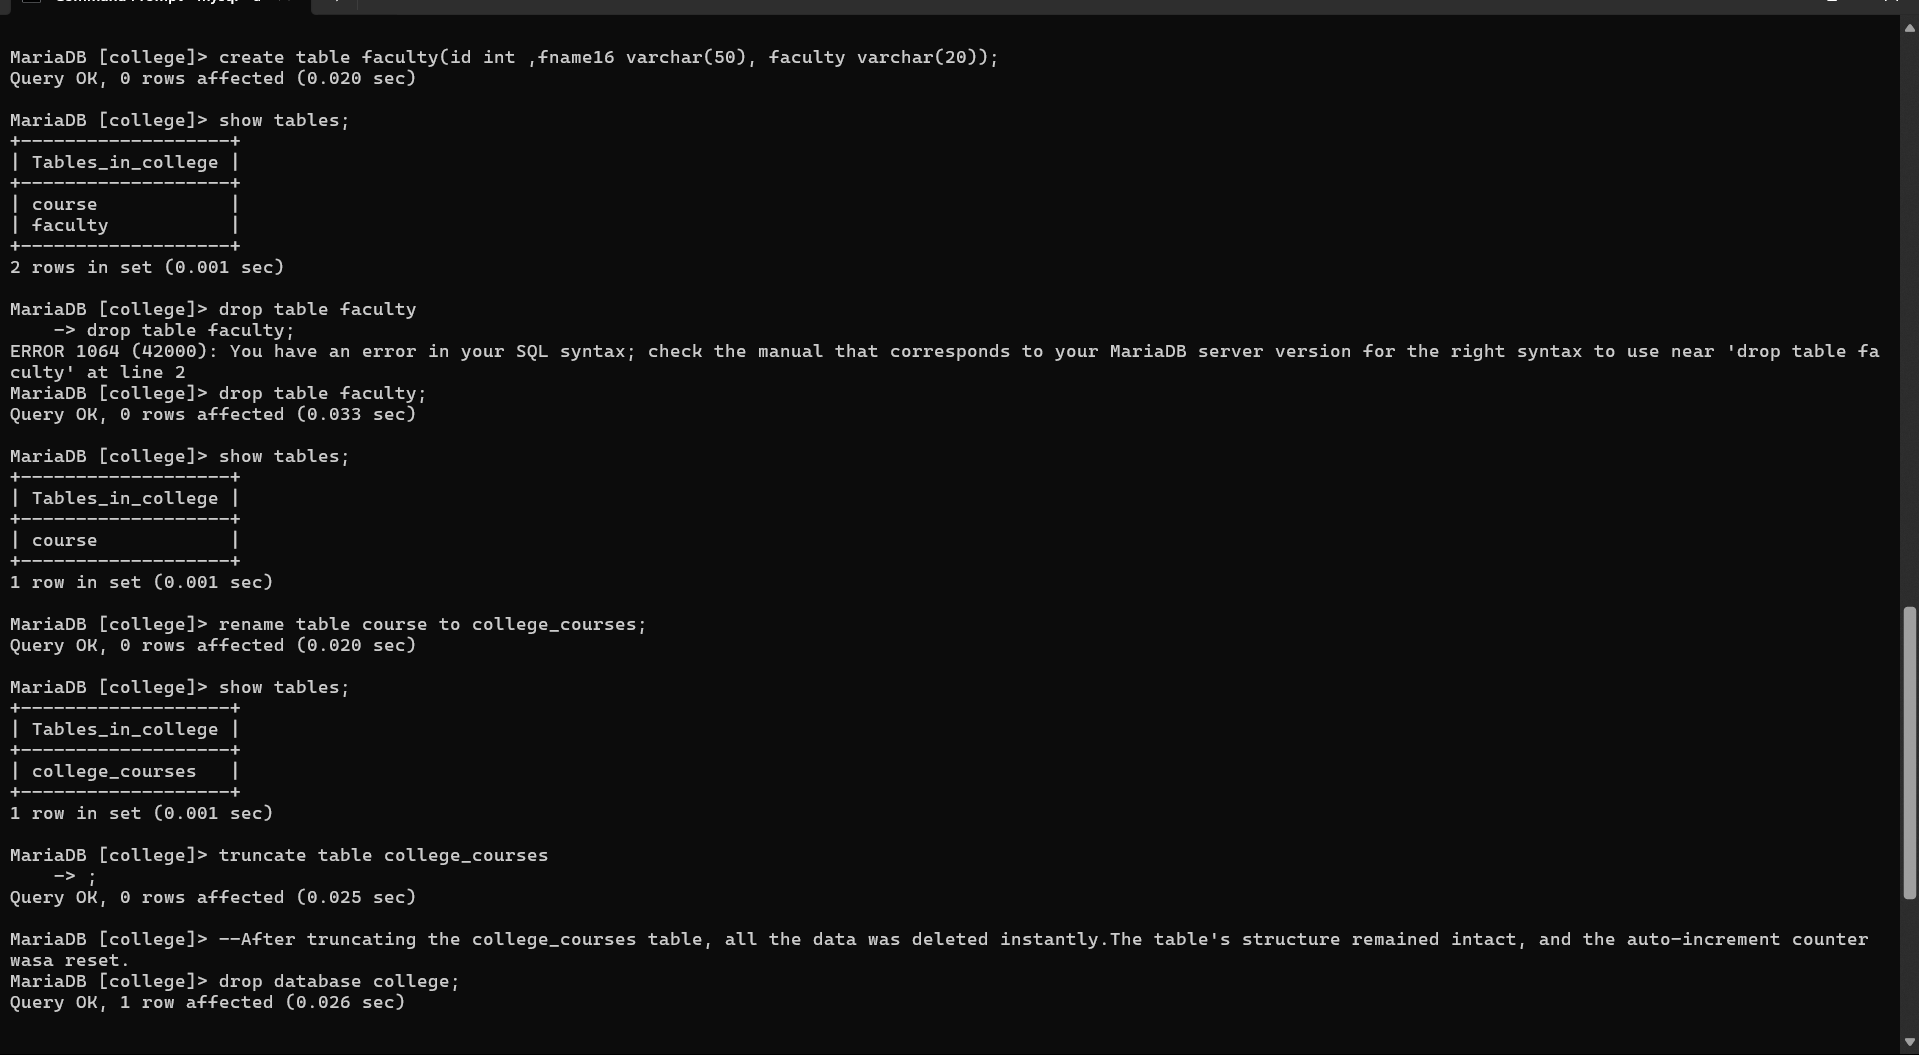 MariaDB [college]> create table faculty(id int ,fname16 varchar(50), faculty varchar(20));
Query OK, 0 rows affected (0.020 sec)
MariaDB [college]> show tables;
+-------------------+
| Tables_in_college |
+-------------------+
| course            |
| faculty           |
+-------------------+
2 rows in set (0.001 sec)
MariaDB [college]> drop table faculty
    -> drop table faculty;
ERROR 1064 (42000): You have an error in your SQL syntax; check the manual that corresponds to your MariaDB server version for the right syntax to use near 'drop table fa
culty' at line 2
MariaDB [college]> drop table faculty;
Query OK, 0 rows affected (0.033 sec)
MariaDB [college]> show tables;
+-------------------+
| Tables_in_college |
+-------------------+
| course            |
+-------------------+
1 row in set (0.001 sec)
MariaDB [college]> rename table course to college_courses;
Query OK, 0 rows affected (0.020 sec)
MariaDB [college]> show tables;
+-------------------+
| Tables_in_college |
+-------------------+
| college_courses   |
+-------------------+
1 row in set (0.001 sec)
MariaDB [college]> truncate table college_courses
    -> ;
Query OK, 0 rows affected (0.025 sec)
MariaDB [college]> --After truncating the college_courses table, all the data was deleted instantly.The table's structure remained intact, and the auto-increment counter
wasa reset.
MariaDB [college]> drop database college;
Query OK, 1 row affected (0.026 sec)